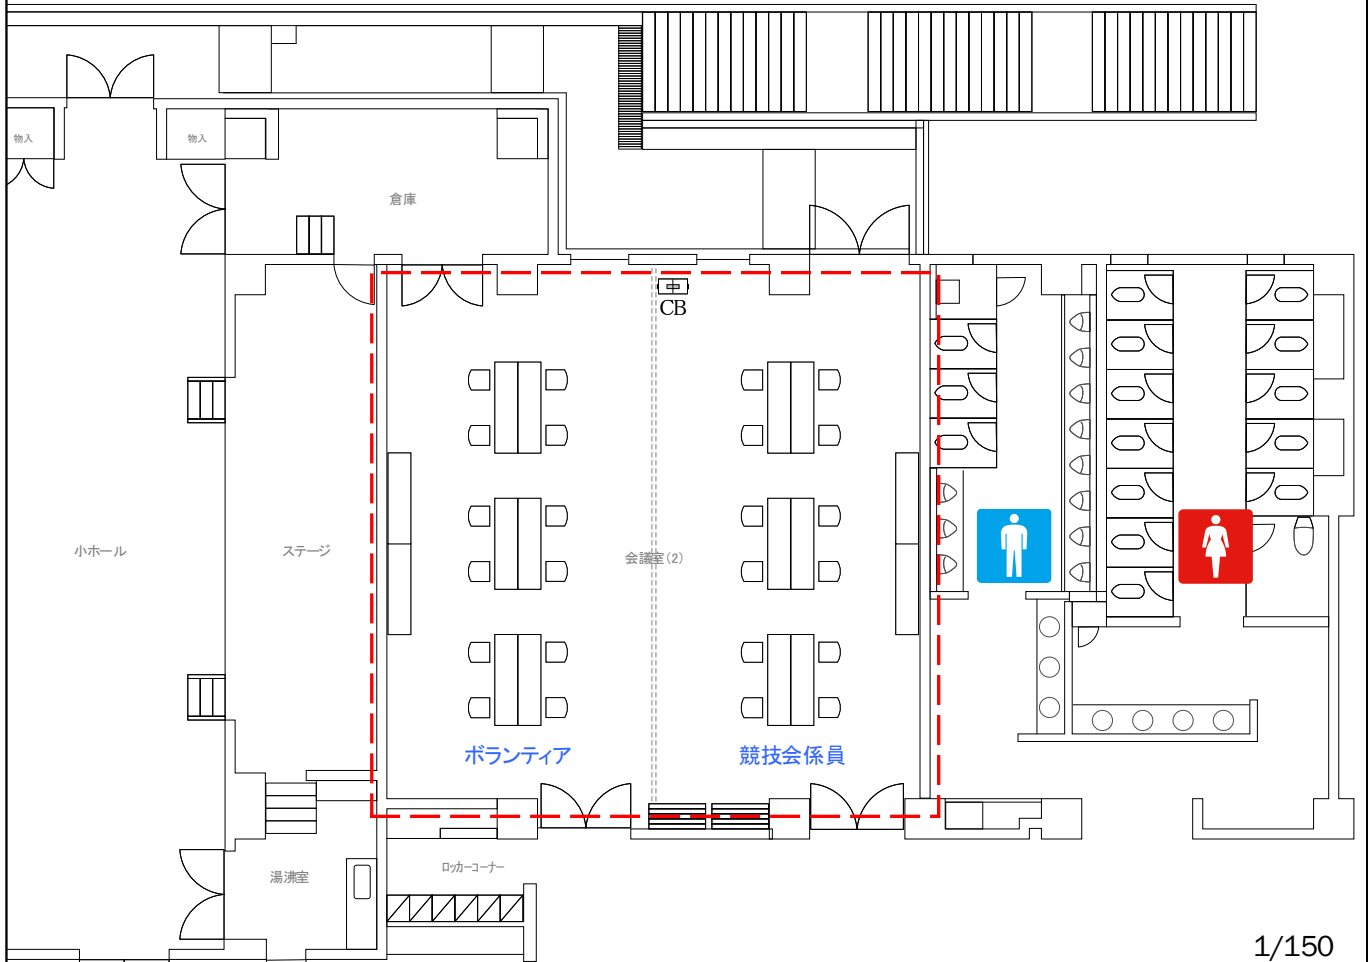 物入
物入
倉庫
CB
小ホール
ステージ
会議室(2)
ボランティア
競技会係員
湯沸室
ロッカーコーナー
1/150